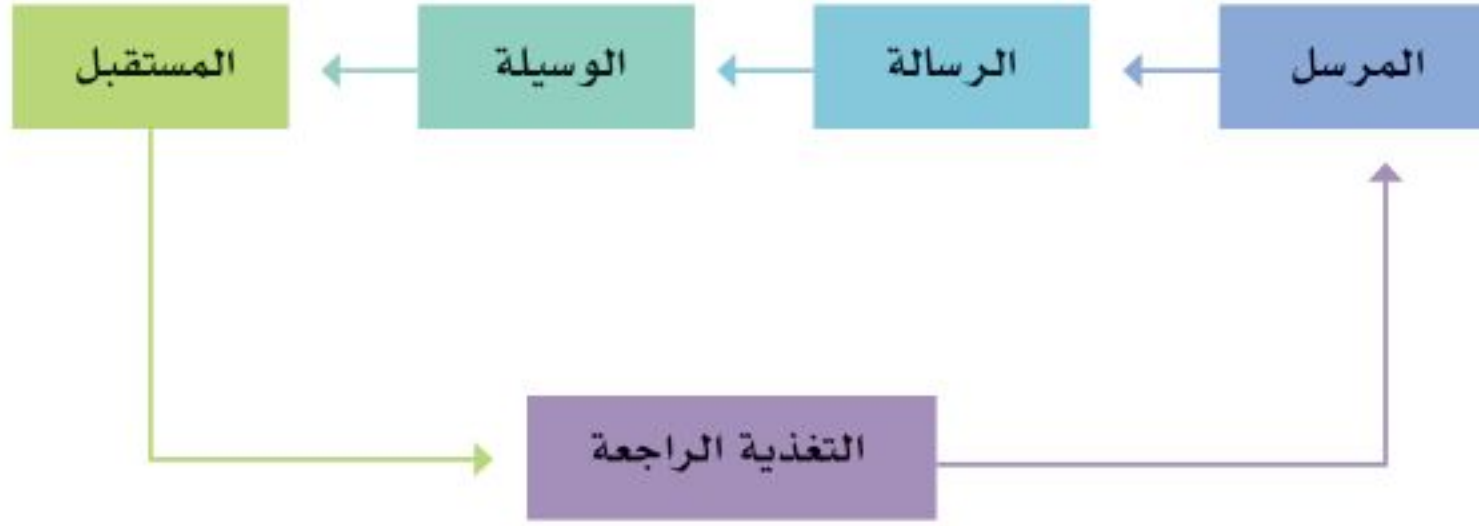 المرسل
الرسالة
الوسيلة
المستقبل
التغذية الراجعة